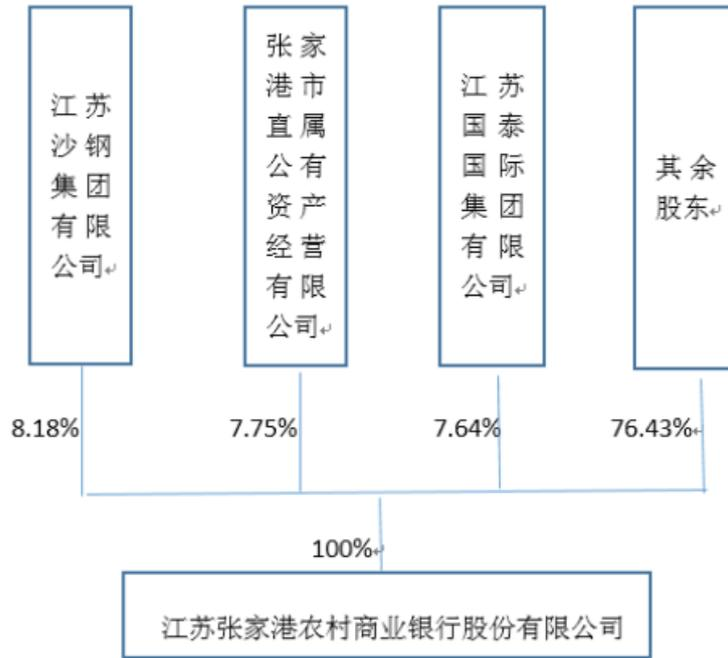 江苏
沙钢
集团
有限
公司
张家
港市
直属
公有
资产
经营
有限
公司
江苏
国泰
国际
集团
有限
公司
其余
股东
8.18%
7.75%
7.64%
76.43%
100%
江苏张家港农村商业银行股份有限公司